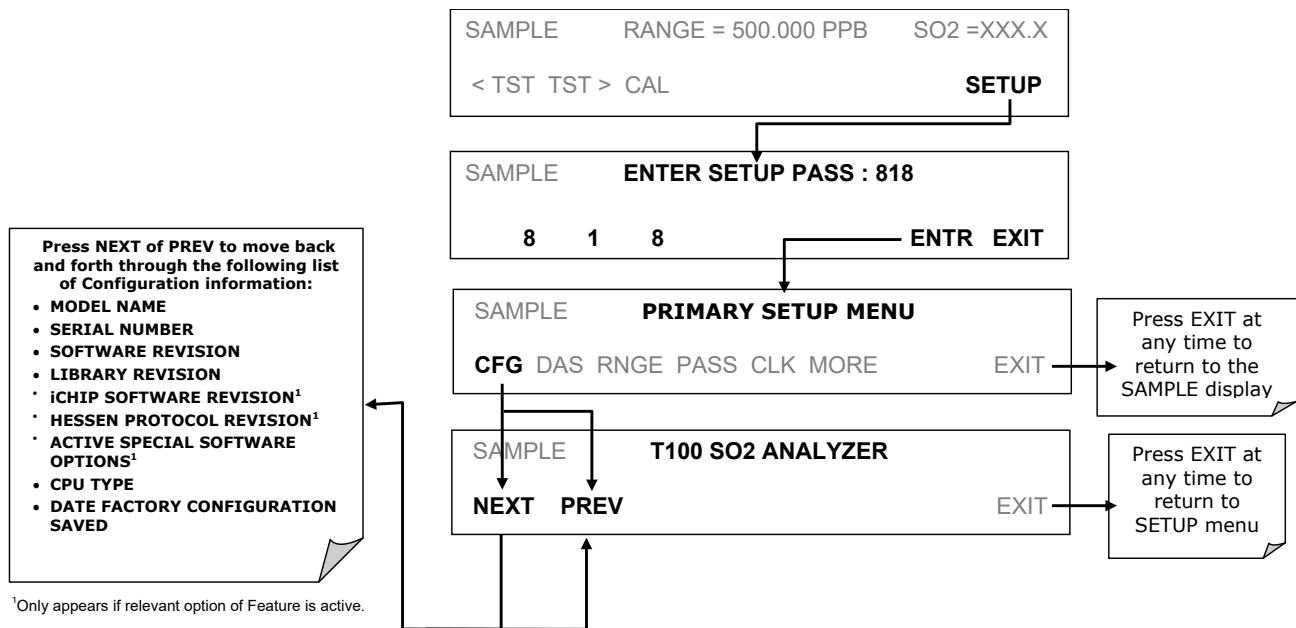 SAMPLE RANGE = 500.000 PPB SO2 =XXX.X
< TST TST > CAL SETUP
SAMPLE ENTER SETUP PASS : 818
8 1 8 ENTR EXIT
SAMPLE PRIMARY SETUP MENU
CFG DAS RNGE PASS CLK MORE EXIT
Press EXIT at
any time to
return to the
SAMPLE display
SAMPLE T100 SO2 ANALYZER
NEXT PREV EXIT
Press EXIT at
any time to
return to
SETUP menu
Press NEXT of PREV to move back
and forth through the following list
of Configuration information:
• MODEL NAME
• SERIAL NUMBER
• SOFTWARE REVISION
• LIBRARY REVISION
• iCHIP SOFTWARE REVISION¹
• HESSEN PROTOCOL REVISION¹
• ACTIVE SPECIAL SOFTWARE
OPTIONS¹
• CPU TYPE
• DATE FACTORY CONFIGURATION
SAVED
¹Only appears if relevant option of Feature is active.